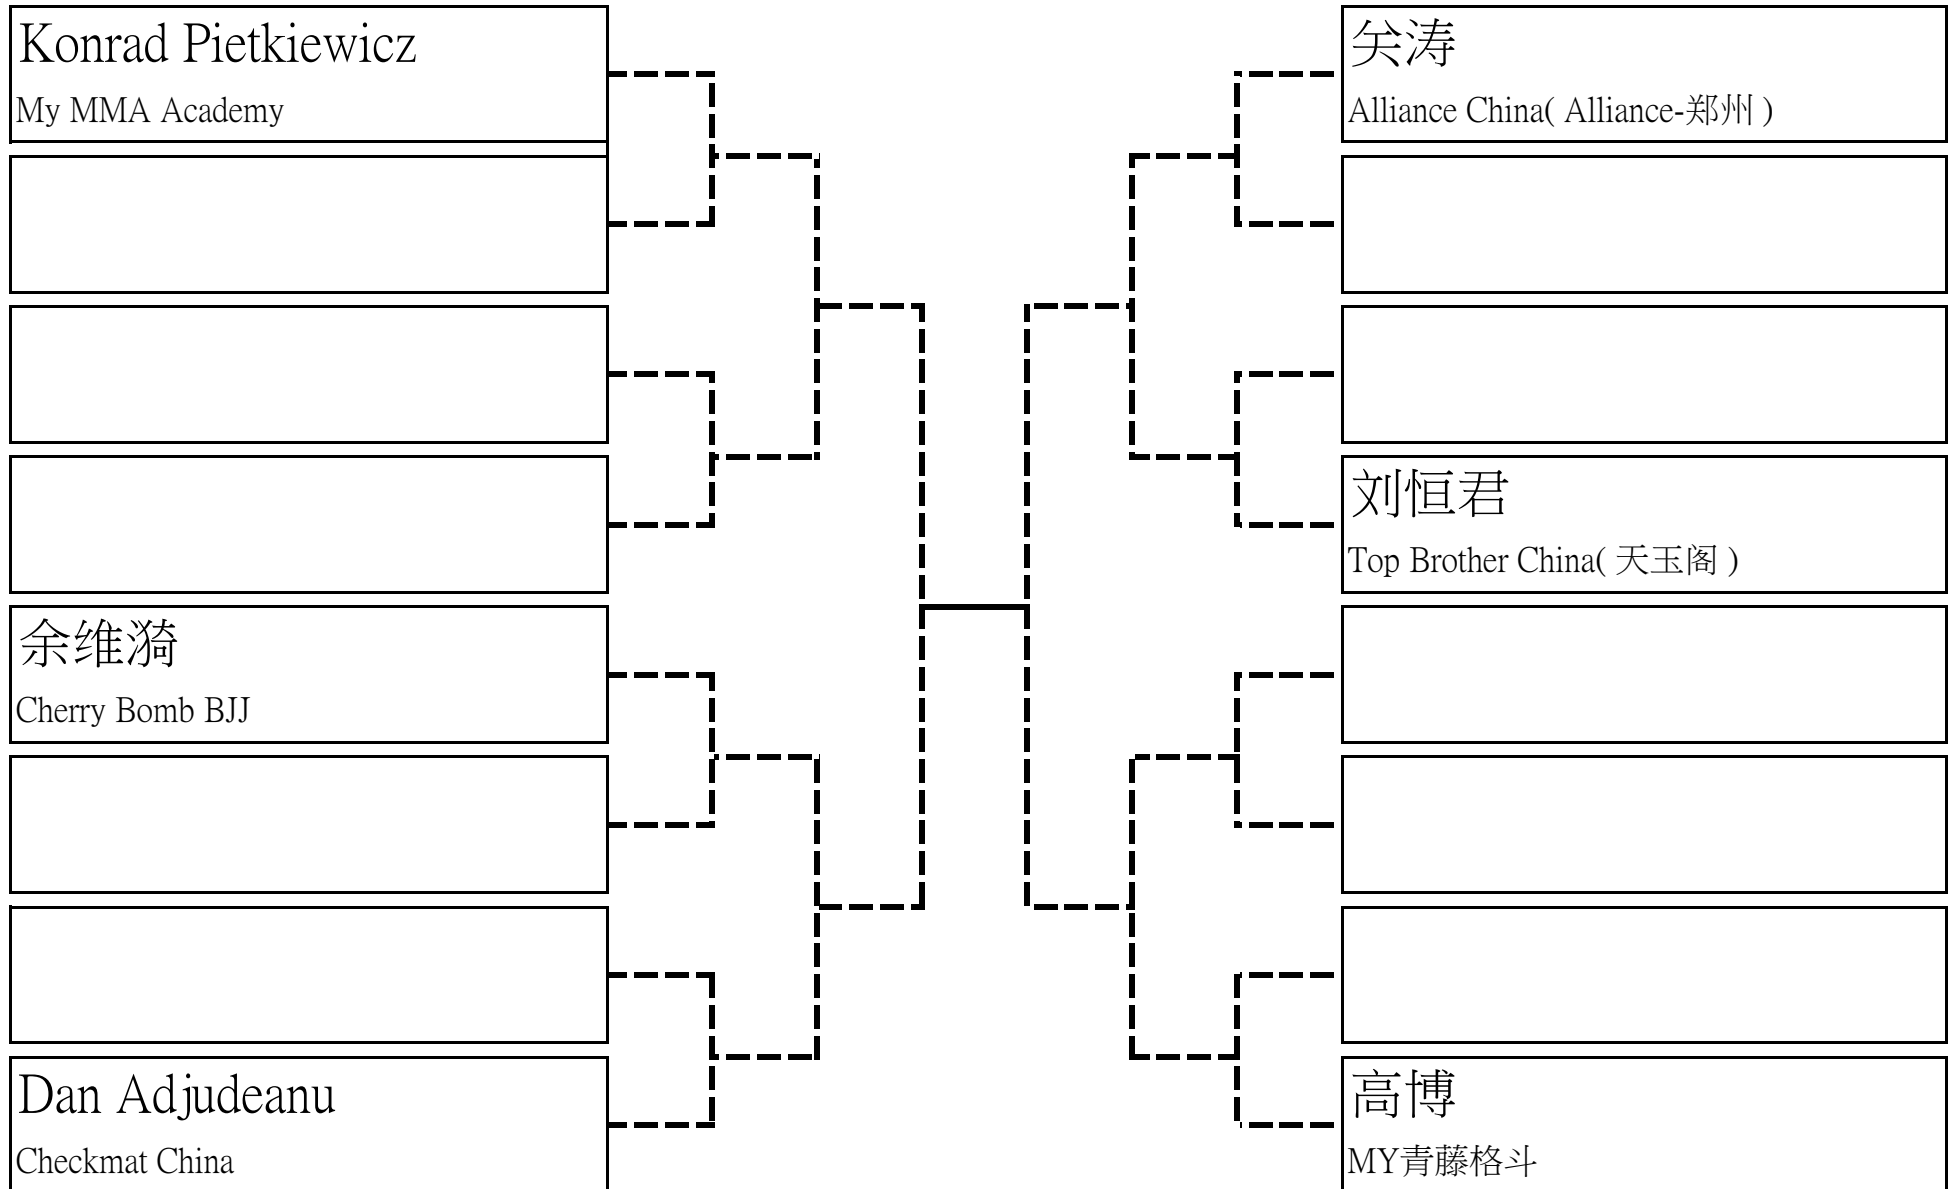 Konrad Pietkiewicz
My MMA Academy
余维漪
Cherry Bomb BJJ
Dan Adjudeanu
Checkmat China
关涛
Alliance China( Alliance-郑州 )
刘恒君
Top Brother China( 天玉阁 )
高博
MY青藤格斗